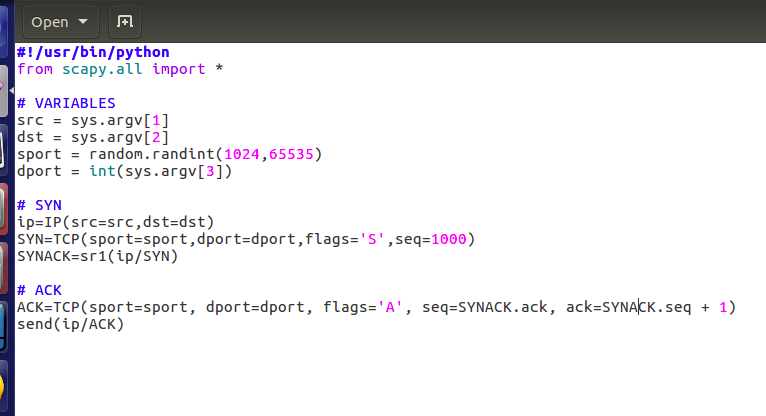 Open
#!/usr/bin/python
from scapy.all import *
# VARIABLES
src = sys.argv[1]
dst = sys.argv[2]
sport = random.randint(1024,65535)
dport = int(sys.argv[3])
# SYN
ip=IP(src=src,dst=dst)
SYN=TCP(sport=sport,dport=dport,flags='S',seq=1000)
SYNACK=sr1(ip/SYN)
# ACK
ACK=TCP(sport=sport, dport=dport, flags='A', seq=SYNACK.ack, ack=SYNACK.seq + 1)
send(ip/ACK)